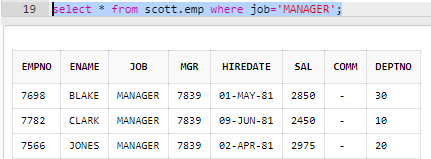 19 select * from scott.emp where job='MANAGER';
EMPNO ENAME JOB MGR HIREDATE SAL COMM DEPTNO
7698 BLAKE MANAGER 7839 01-MAY-81 2850 - 30
7782 CLARK MANAGER 7839 09-JUN-81 2450 - 10
7566 JONES MANAGER 7839 02-APR-81 2975 - 20